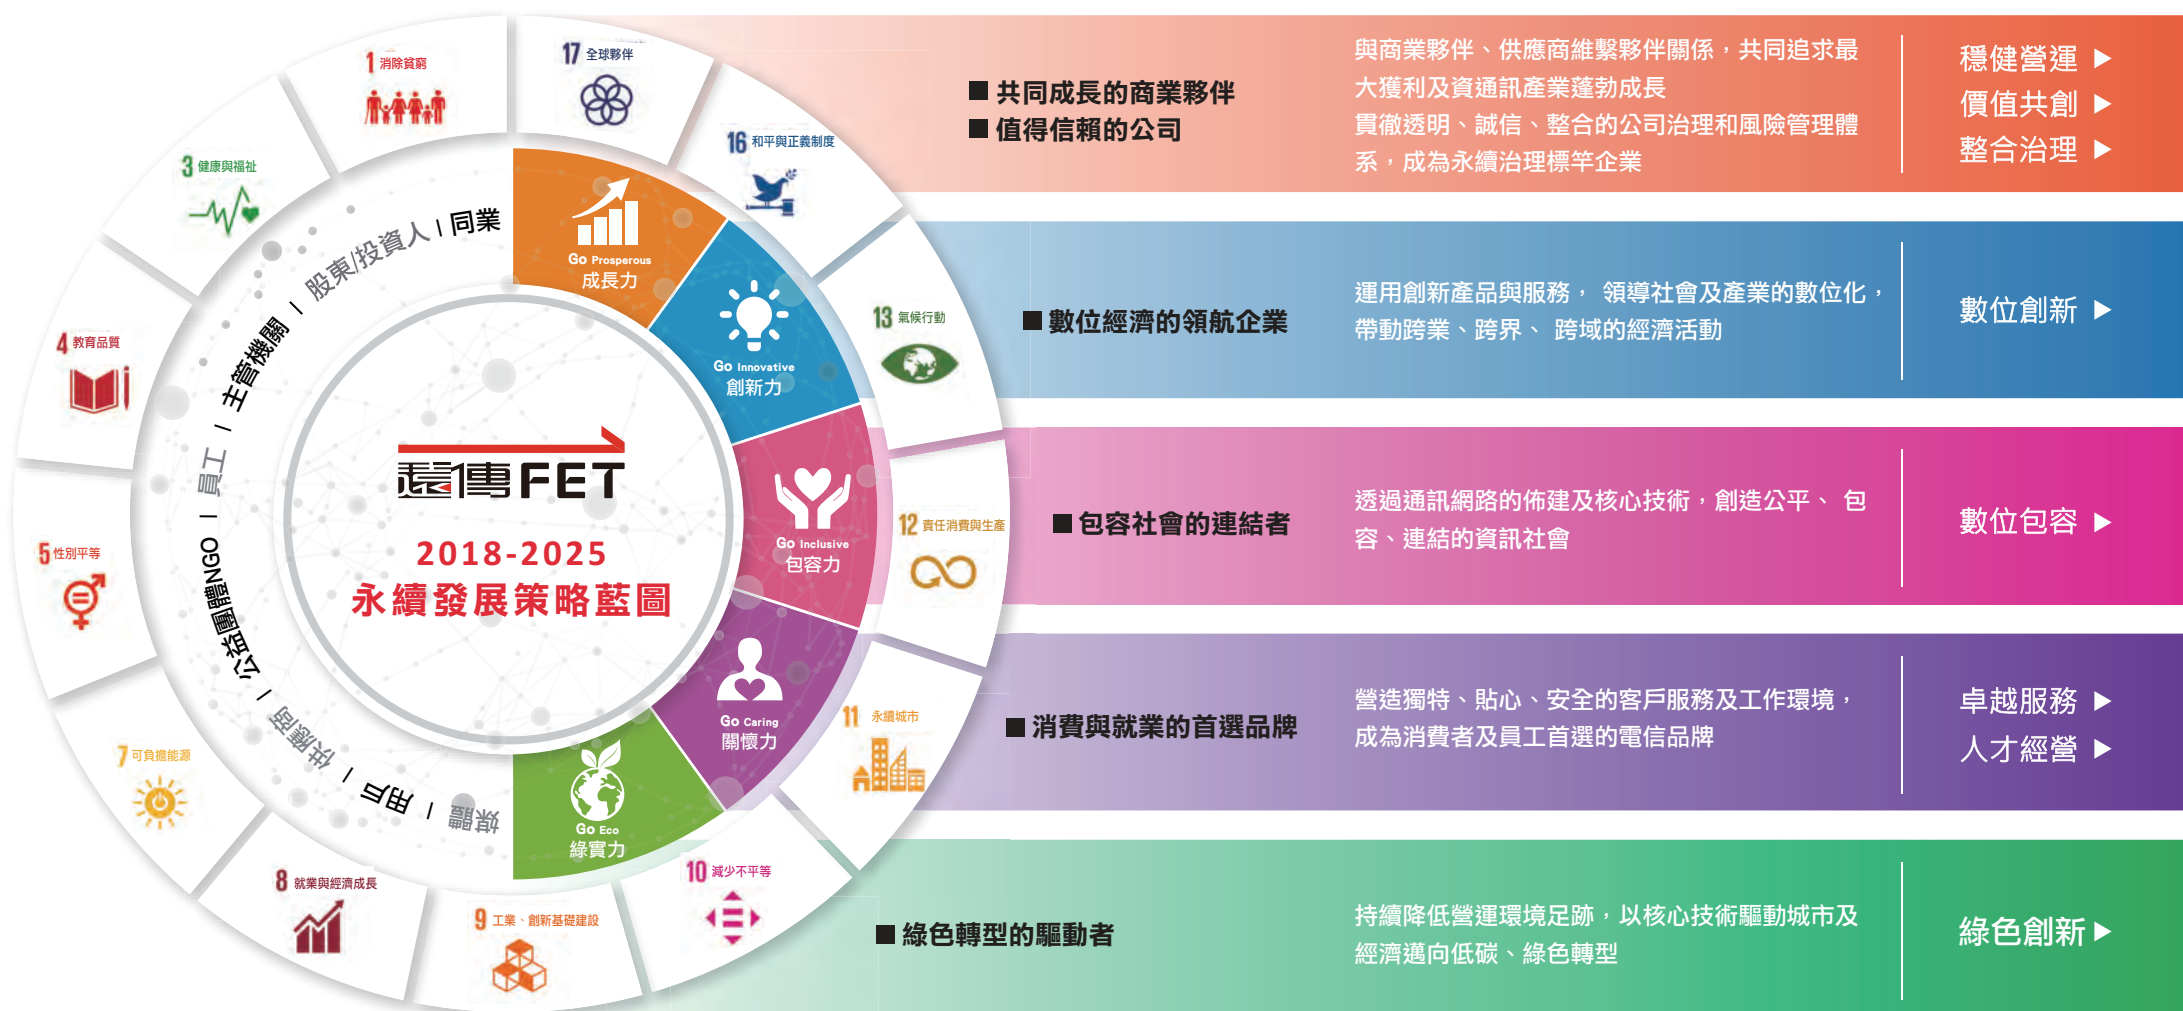 1 消除貧窮
17 全球夥伴
16 和平與正義制度
13 氣候行動
12 責任消費與生產
11 永續城市
10 減少不平等
9 工業、創新基礎建設
8 就業與經濟成長
7 可負擔能源
5 性別平等
4 教育品質
3 健康與福祉
同業 | 股東/投資人 | 主管機關 | 員工 | 公益團體NGO | 供應商 | 用戶 | 媒體
Go Prosperous
成長力
Go Innovative
創新力
Go Inclusive
包容力
Go Caring
關懷力
Go Eco
綠實力
遠傳FET
2018-2025
永續發展策略藍圖
■ 共同成長的商業夥伴
■ 值得信賴的公司
與商業夥伴、供應商維繫夥伴關係，共同追求最
大獲利及資通訊產業蓬勃成長
貫徹透明、誠信、整合的公司治理和風險管理體
系，成為永續治理標竿企業
穩健營運 ▶
價值共創 ▶
整合治理 ▶
■ 數位經濟的領航企業
運用創新產品與服務， 領導社會及產業的數位化，
帶動跨業、跨界、 跨域的經濟活動
數位創新 ▶
■ 包容社會的連結者
透過通訊網路的佈建及核心技術，創造公平、 包
容、連結的資訊社會
數位包容 ▶
■ 消費與就業的首選品牌
營造獨特、貼心、安全的客戶服務及工作環境，
成為消費者及員工首選的電信品牌
卓越服務 ▶
人才經營 ▶
■ 綠色轉型的驅動者
持續降低營運環境足跡，以核心技術驅動城市及
經濟邁向低碳、綠色轉型
綠色創新 ▶